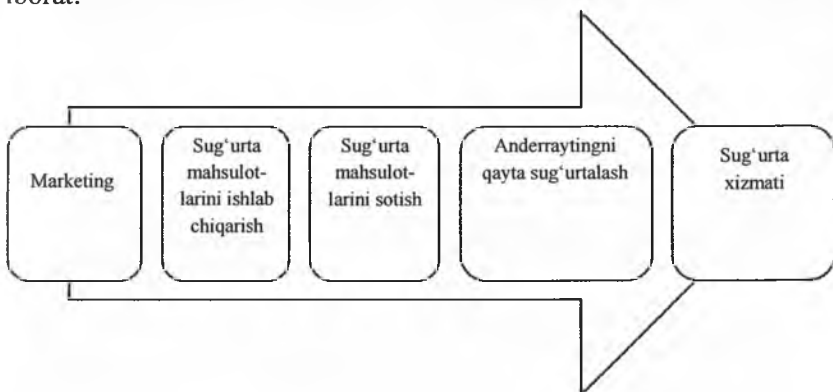 iborat:
Marketing
Sug‘urta
mahsulot-
larini ishlab
chiqarish
Sug‘urta
mahsulot-
larini sotish
Anderraytingni
qayta sug‘urtalash
Sug‘urta
xizmati